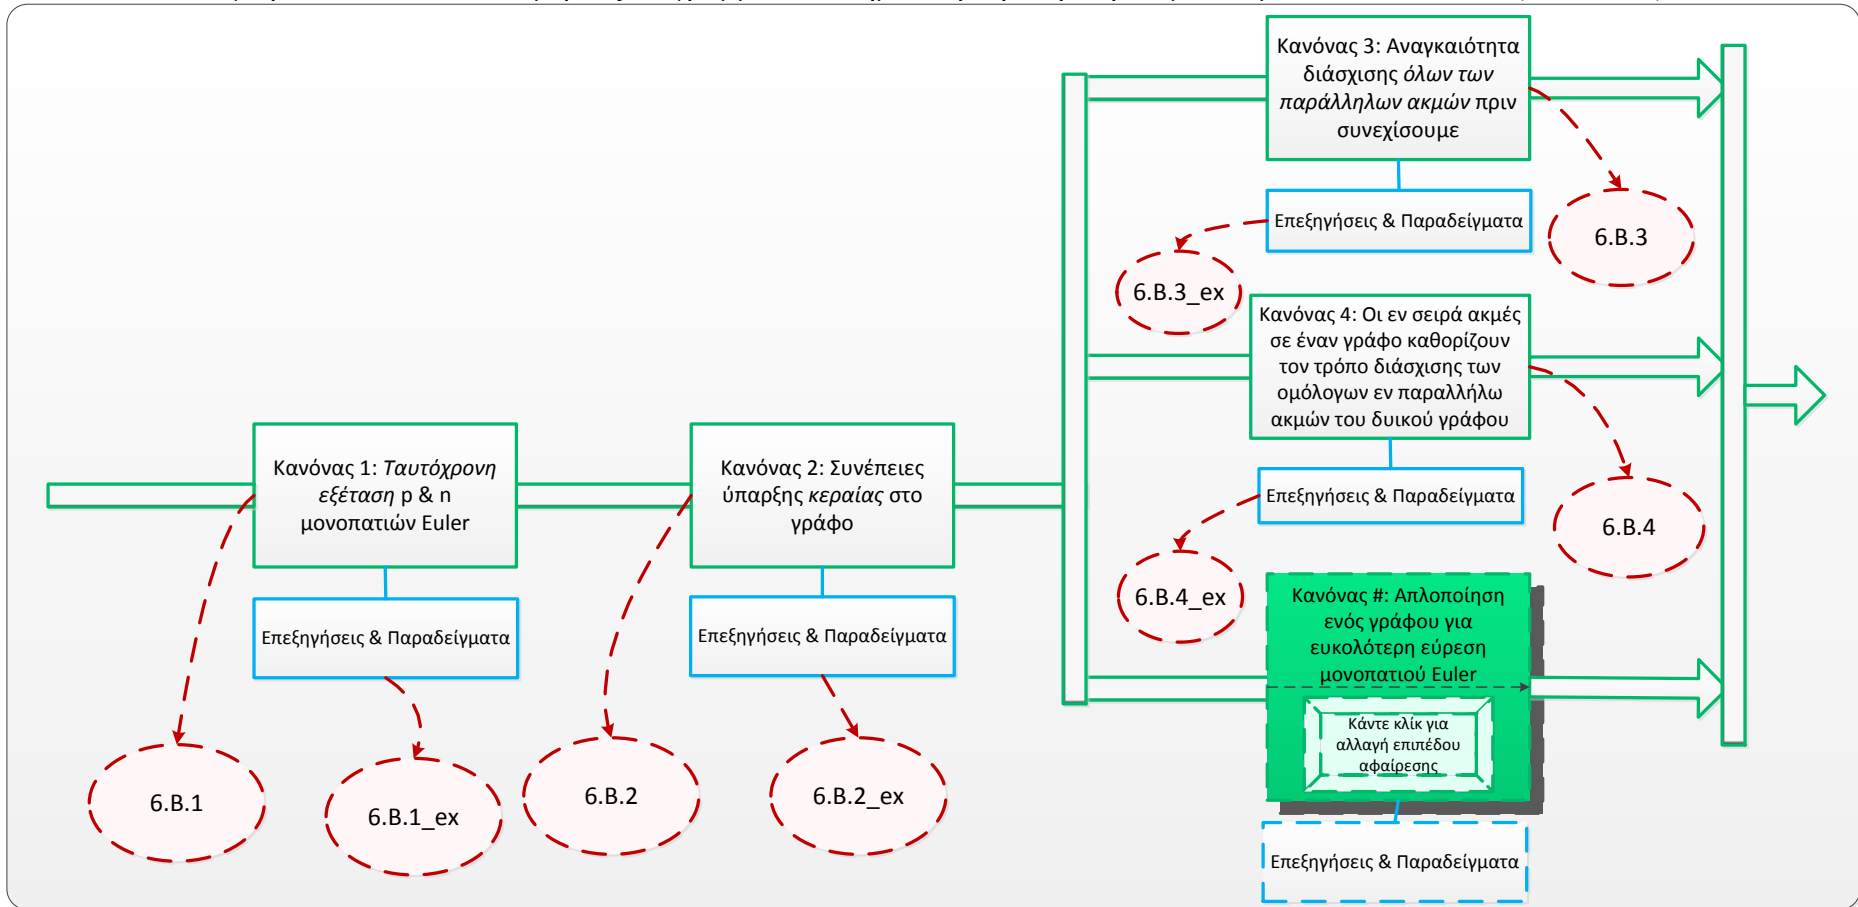 Κανόνας 3: Αναγκαιότητα
διάσχισης όλων των
παράλληλων ακμών πριν
συνεχίσουμε
Επεξηγήσεις & Παραδείγματα
6.B.3
6.B.3_ex
Κανόνας 4: Οι εν σειρά ακμές
σε έναν γράφο καθορίζουν
τον τρόπο διάσχισης των
ομόλογων εν παραλλήλω
ακμών του δυικού γράφου
Επεξηγήσεις & Παραδείγματα
6.B.4
6.B.4_ex
Κανόνας 1: Ταυτόχρονη
εξέταση p & n
μονοπατιών Euler
Επεξηγήσεις & Παραδείγματα
6.B.1
6.B.1_ex
Κανόνας 2: Συνέπειες
ύπαρξης κεραίας στο
γράφο
Επεξηγήσεις & Παραδείγματα
6.B.2
6.B.2_ex
Κανόνας #: Απλοποίηση
ενός γράφου για
ευκολότερη εύρεση
μονοπατιού Euler
Κάντε κλίκ για
αλλαγή επιπέδου
αφαίρεσης
Επεξηγήσεις & Παραδείγματα